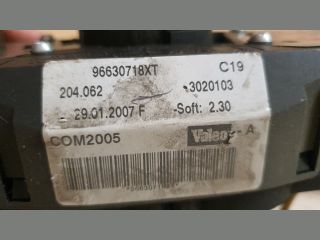 96630718XT C19
204.062 3020103
29.01.2007 F -Soft: 2.30
COM2005 Valeo - A